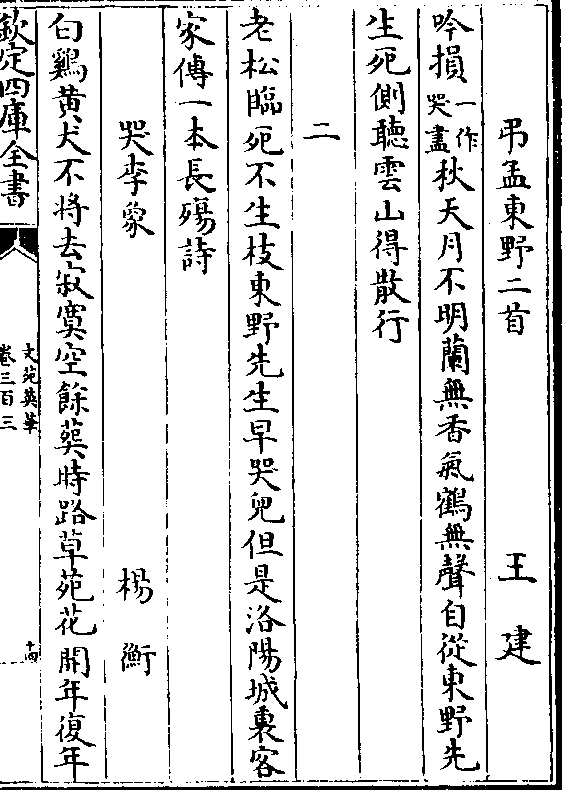 弔孟東野二首 王建
吟損一作哭盡秋天月不明蘭無香氣鶴無聲自從東野先
生死側聽雲山得散行
二
老松臨死不生枝東野先生早哭兒但是洛陽城裏客
家傳一本長殤詩
哭李象 楊衡
白鷄黃犬不將去寂寞空餘葬時路草苑花開年復年
欽定四庫全書
文苑英華
卷三百三
十四